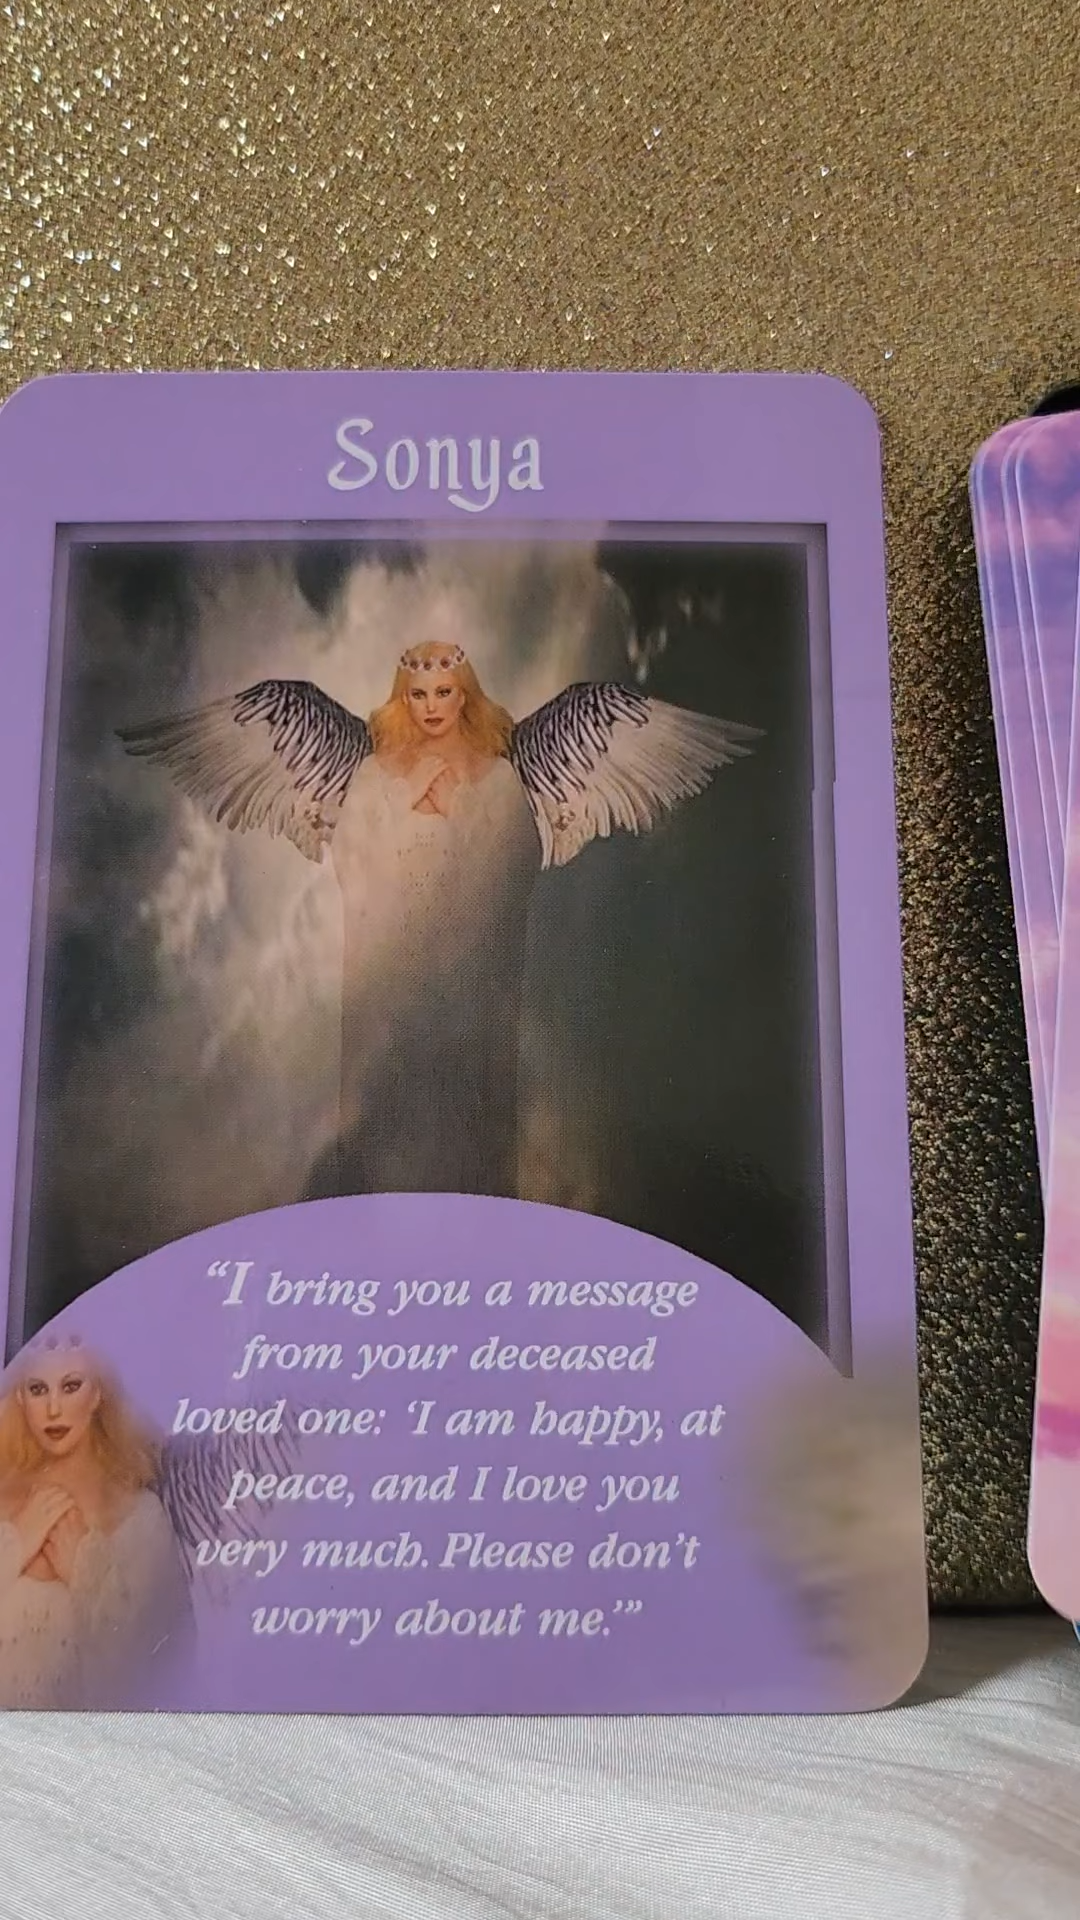 Sonya
“I bring you a message
from your deceased
loved one: ‘I am happy, at
peace, and I love you
very much. Please don’t
worry about me.’”